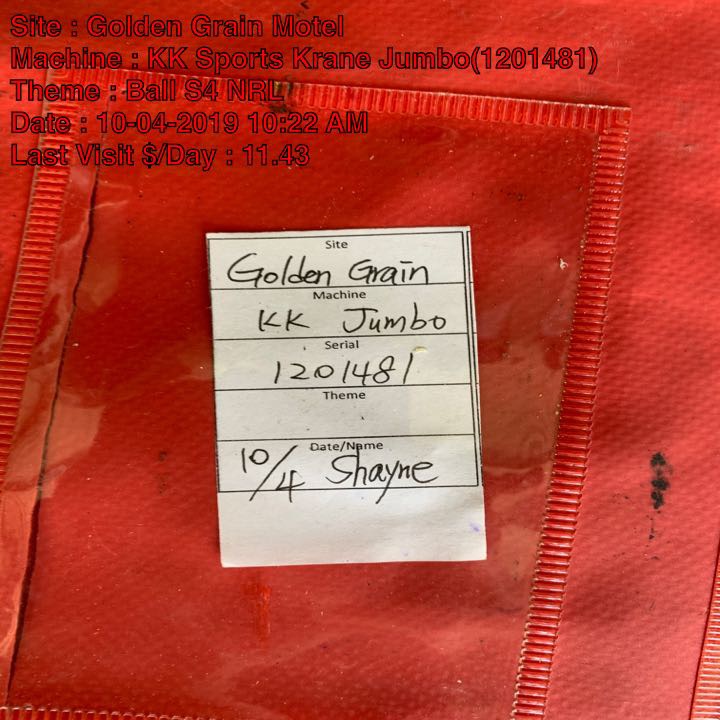 Site : Golden Grain Motel
Machine : KK Sports Krane Jumbo(1201481)
Theme : Ball S4 NRL
Date : 10-04-2019 10:22 AM
Last Visit $/Day : 11.43
Site
Golden Grain
Machine
KK Jumbo
Serial
1201481
Theme
Date/Name
10/4 Shayne